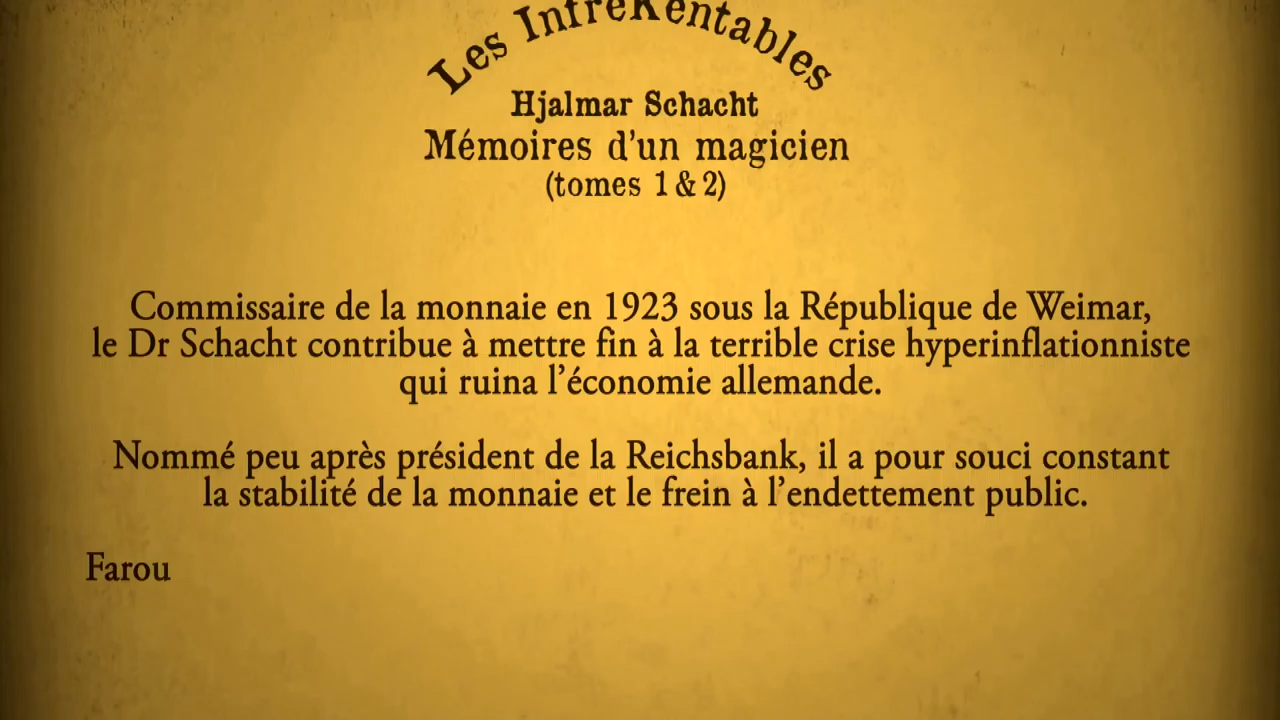 Les InfreKentables
Hjalmar Schacht
Mémoires d'un magicien
(tomes 1 & 2)
Commissaire de la monnaie en 1923 sous la République de Weimar,
le Dr Schacht contribue à mettre fin à la terrible crise hyperinflationniste
qui ruina l'économie allemande.
Nommé peu après président de la Reichsbank, il a pour souci constant
la stabilité de la monnaie et le frein à l'endettement public.
Farou